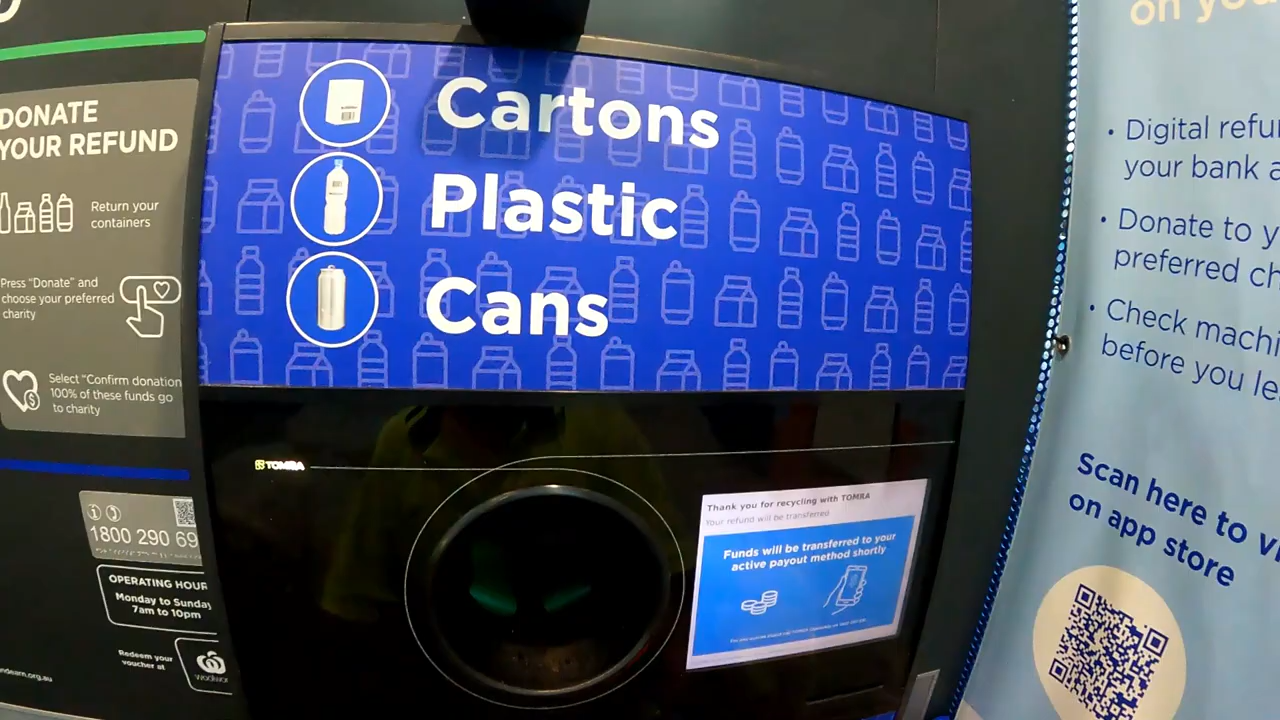 DONATE
YOUR REFUND
Return your
containers
Press "Donate" and
choose your preferred
charity
Select "Confirm donation
100% of these funds go
to charity
1800 290 69
OPERATING HOUR
Monday to Sunday
7am to 10pm
Redeem your
voucher at
Cartons
Plastic
Cans
TOMRA
Thank you for recycling with TOMRA
Your refund will be transferred
Funds will be transferred to your
active payout method shortly
on you
• Digital refu
your bank a
• Donate to y
preferred ch
• Check machi
before you le
Scan here to vi
on app store